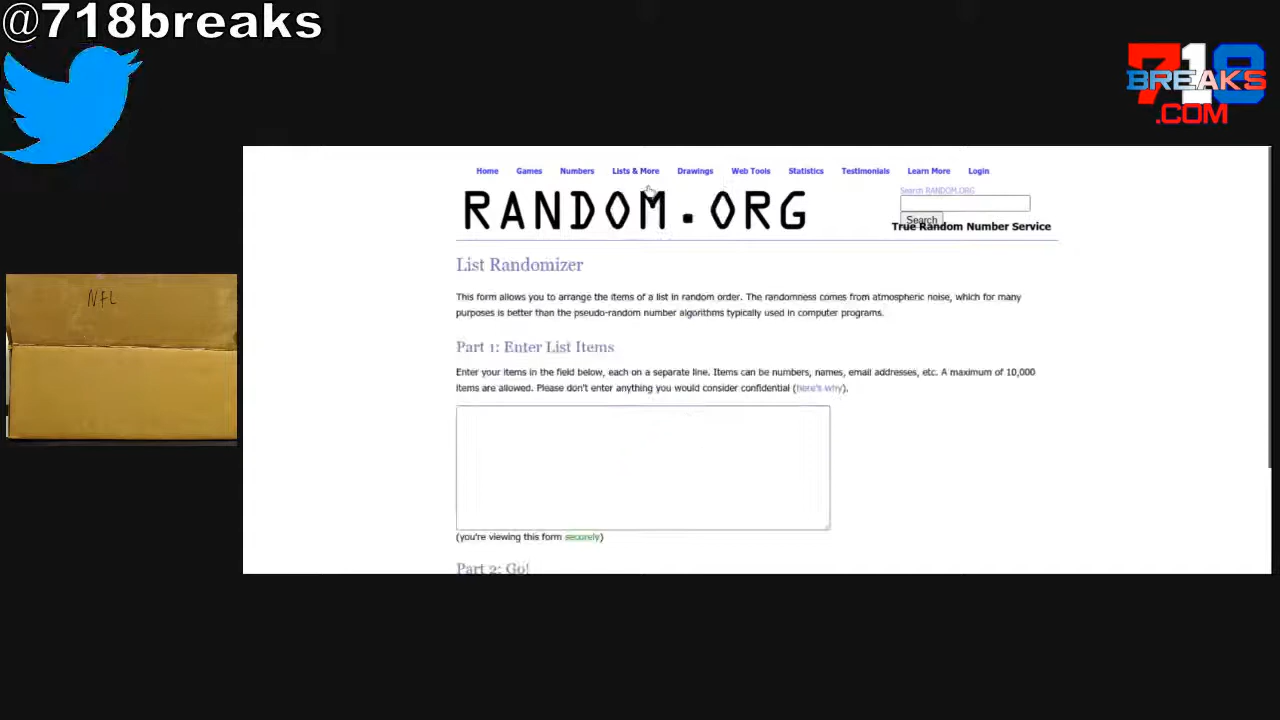 @718breaks
718
BREAKS
.COM
Home Games Numbers Lists & More Drawings Web Tools Statistics Testimonials Learn More Login
RANDOM.ORG
Search RANDOM.ORG
Search
True Random Number Service
List Randomizer
This form allows you to arrange the items of a list in random order. The randomness comes from atmospheric noise, which for many
purposes is better than the pseudo-random number algorithms typically used in computer programs.
Part 1: Enter List Items
Enter your items in the field below, each on a separate line. Items can be numbers, names, email addresses, etc. A maximum of 10,000
items are allowed. Please don't enter anything you would consider confidential (here's why).
(you're viewing this form securely)
Part 2: Go!
NFL